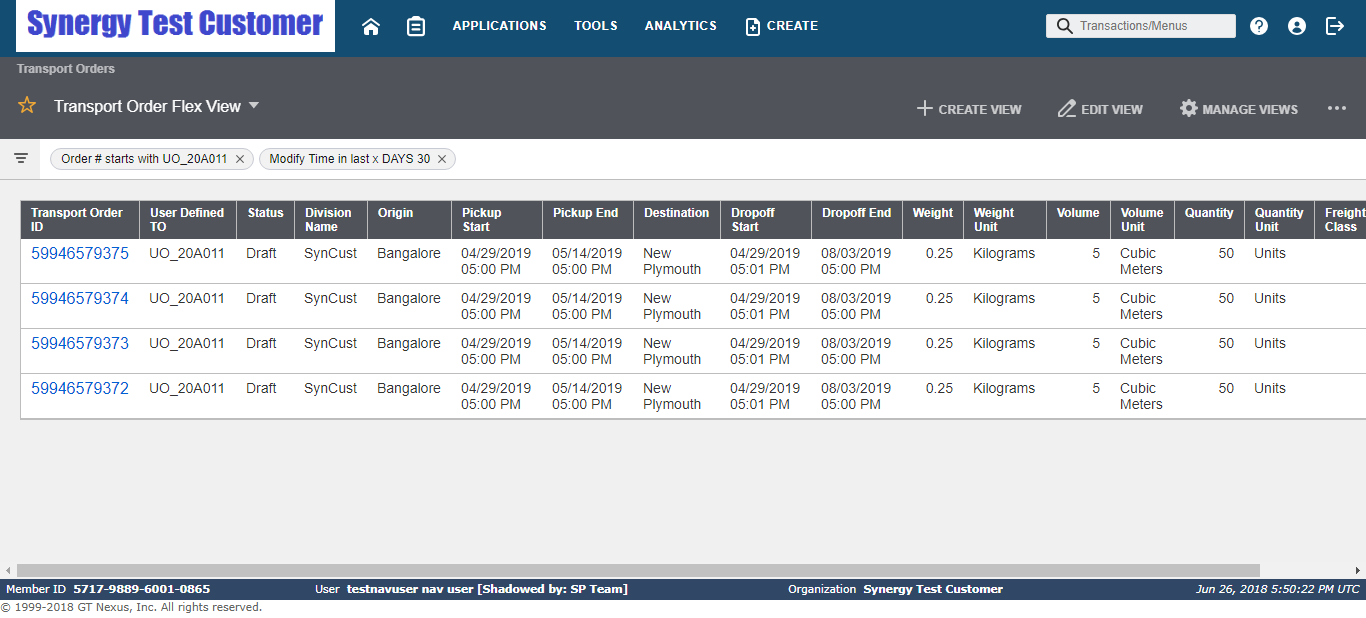 Synergy Test Customer APPLICATIONS TOOLS ANALYTICS CREATE Transactions/Menus
Transport Orders
Transport Order Flex View CREATE VIEW EDIT VIEW MANAGE VIEWS
Order # starts with UO_20A011 Modify Time in last x DAYS 30
Transport Order User Defined Status Division Origin Pickup Pickup End Destination Dropoff Dropoff End Weight Weight Volume Volume Quantity Quantity Freight
ID TO Name Start Start Unit Unit Unit Class
59946579375 UO_20A011 Draft SynCust Bangalore 04/29/2019 05/14/2019 New 04/29/2019 08/03/2019 0.25 Kilograms 5 Cubic 50 Units
05:00 PM 05:00 PM Plymouth 05:01 PM 05:00 PM Meters
59946579374 UO_20A011 Draft SynCust Bangalore 04/29/2019 05/14/2019 New 04/29/2019 08/03/2019 0.25 Kilograms 5 Cubic 50 Units
05:00 PM 05:00 PM Plymouth 05:01 PM 05:00 PM Meters
59946579373 UO_20A011 Draft SynCust Bangalore 04/29/2019 05/14/2019 New 04/29/2019 08/03/2019 0.25 Kilograms 5 Cubic 50 Units
05:00 PM 05:00 PM Plymouth 05:01 PM 05:00 PM Meters
59946579372 UO_20A011 Draft SynCust Bangalore 04/29/2019 05/14/2019 New 04/29/2019 08/03/2019 0.25 Kilograms 5 Cubic 50 Units
05:00 PM 05:00 PM Plymouth 05:01 PM 05:00 PM Meters
Member ID 5717-9889-6001-0865 User testnavuser nav user [Shadowed by: SP Team] Organization Synergy Test Customer Jun 26, 2018 5:50:22 PM UTC
© 1999-2018 GT Nexus, Inc. All rights reserved.